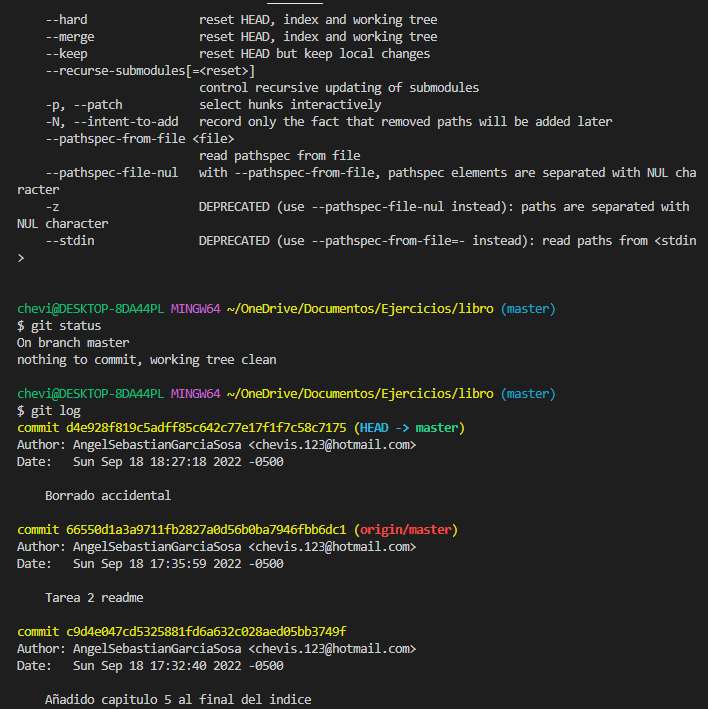 --hard reset HEAD, index and working tree
--merge reset HEAD, index and working tree
--keep reset HEAD but keep local changes
--recurse-submodules[=<reset>]
control recursive updating of submodules
-p, --patch select hunks interactively
-N, --intent-to-add record only the fact that removed paths will be added later
--pathspec-from-file <file>
read pathspec from file
--pathspec-file-nul with --pathspec-from-file, pathspec elements are separated with NUL cha
racter
-z DEPRECATED (use --pathspec-file-nul instead): paths are separated with
NUL character
--stdin DEPRECATED (use --pathspec-from-file=- instead): read paths from <stdin
>
chevi@DESKTOP-8DA44PL MINGW64 ~/OneDrive/Documentos/Ejercicios/libro (master)
$ git status
On branch master
nothing to commit, working tree clean
chevi@DESKTOP-8DA44PL MINGW64 ~/OneDrive/Documentos/Ejercicios/libro (master)
$ git log
commit d4e928f819c5adff85c642c77e17f1f7c58c7175 (HEAD -> master)
Author: AngelSebastianGarciaSosa <chevis.123@hotmail.com>
Date: Sun Sep 18 18:27:18 2022 -0500
Borrado accidental
commit 66550d1a3a9711fb2827a0d56b0ba7946fbb6dc1 (origin/master)
Author: AngelSebastianGarciaSosa <chevis.123@hotmail.com>
Date: Sun Sep 18 17:35:59 2022 -0500
Tarea 2 readme
commit c9d4e047cd5325881fd6a632c028aed05bb3749f
Author: AngelSebastianGarciaSosa <chevis.123@hotmail.com>
Date: Sun Sep 18 17:32:40 2022 -0500
Añadido capitulo 5 al final del indice